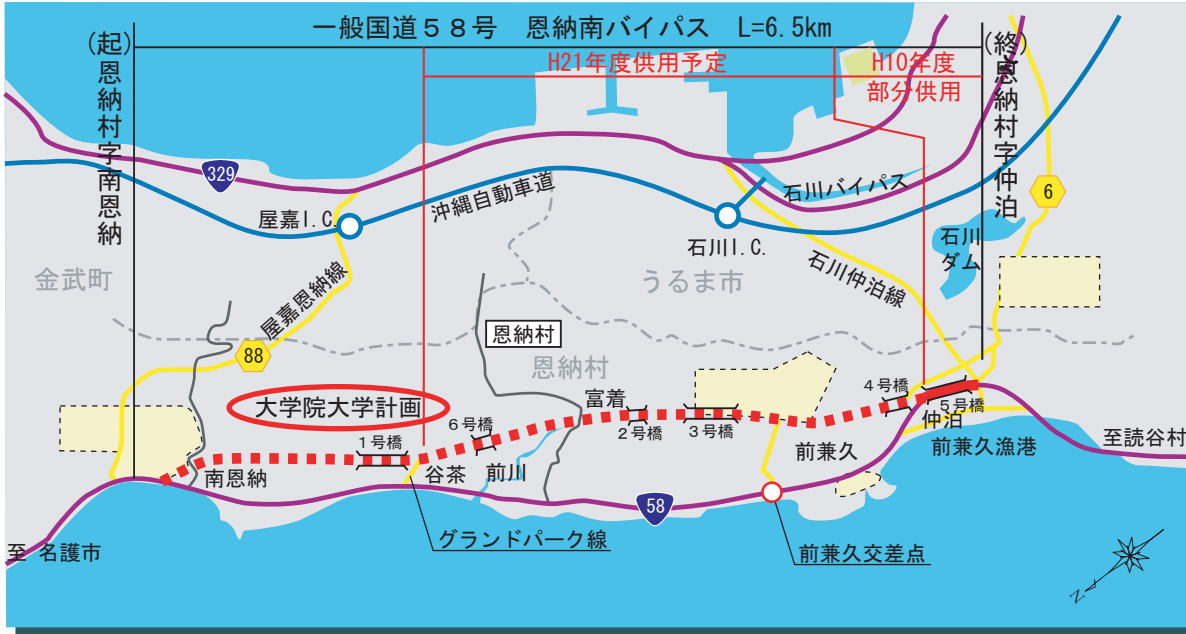 一般国道５８号　恩納南バイパス　L=6.5km
(起)
恩納村字南恩納
(終)
恩納村字仲泊
H21年度供用予定
H10年度
部分供用
329
屋嘉I.C.
沖縄自動車道
石川バイパス
6
石川I.C.
石川
ダム
金武町
うるま市
石川仲泊線
屋嘉恩納線
恩納村
恩納村
88
大学院大学計画
富着
4号橋
6号橋
1号橋
2号橋
3号橋
5号橋
仲泊
南恩納
谷茶
前川
前兼久
前兼久漁港
至読谷村
58
グランドパーク線
前兼久交差点
至 名護市
N